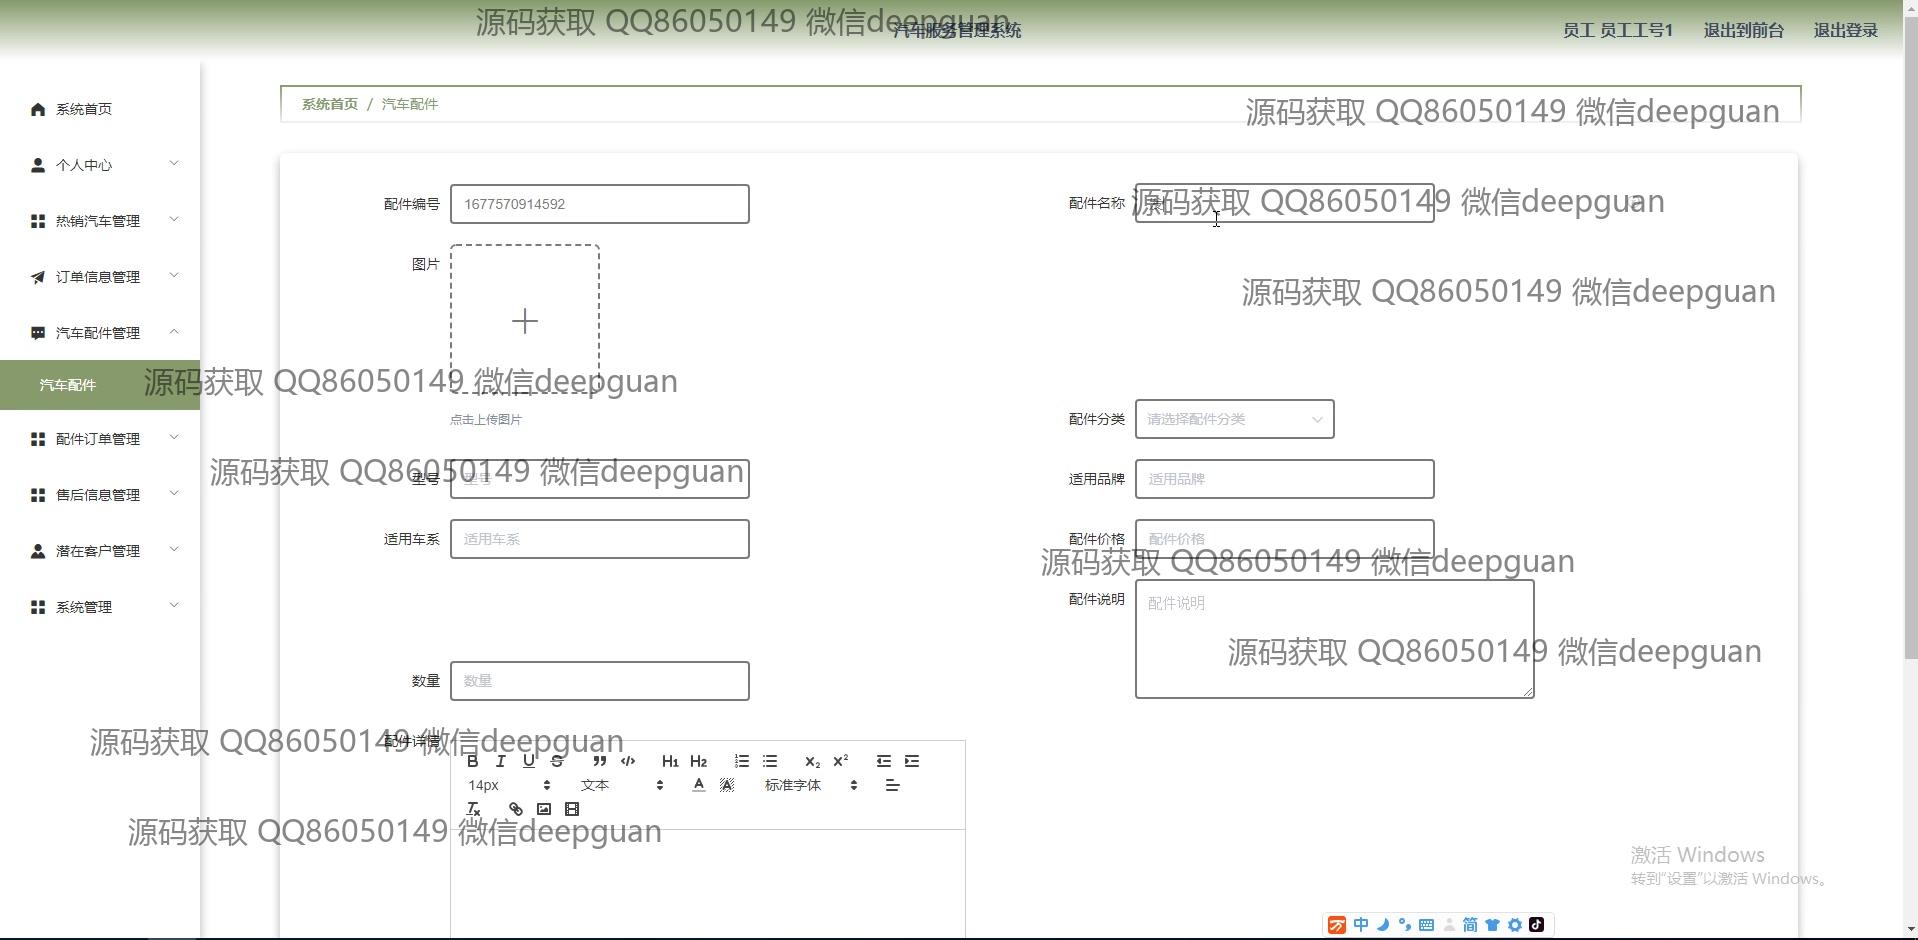 源码获取 QQ86050149 微信deepguan
汽车服务管理系统
员工 员工工号1
退出到前台
退出登录
系统首页
个人中心
热销汽车管理
订单信息管理
汽车配件管理
汽车配件
配件订单管理
售后信息管理
潜在客户管理
系统管理
系统首页 / 汽车配件
源码获取 QQ86050149 微信deepguan
配件编号 1677570914592
配件名称
源码获取 QQ86050149 微信deepguan
图片
源码获取 QQ86050149 微信deepguan
源码获取 QQ86050149 微信deepguan
点击上传图片
配件分类 请选择配件分类
源码获取 QQ86050149 微信deepguan
型号 型号
适用品牌 适用品牌
适用车系 适用车系
配件价格 配件价格
源码获取 QQ86050149 微信deepguan
配件说明 配件说明
源码获取 QQ86050149 微信deepguan
数量 数量
源码获取 QQ86050149 微信deepguan
配件详情
B I U S H1 H2 X2 X2
14px 文本 A A 标准字体
源码获取 QQ86050149 微信deepguan
激活 Windows
转到“设置”以激活 Windows。
中 简